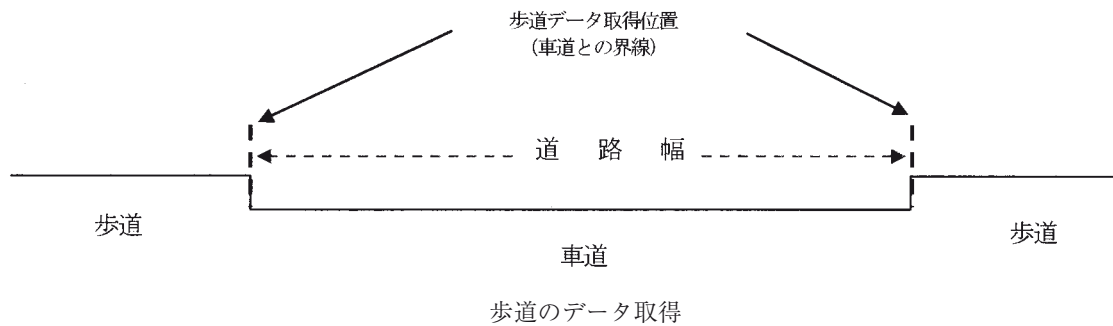 歩道データ取得位置
(車道との界線)
道 路 幅
歩道
歩道
車道
歩道のデータ取得